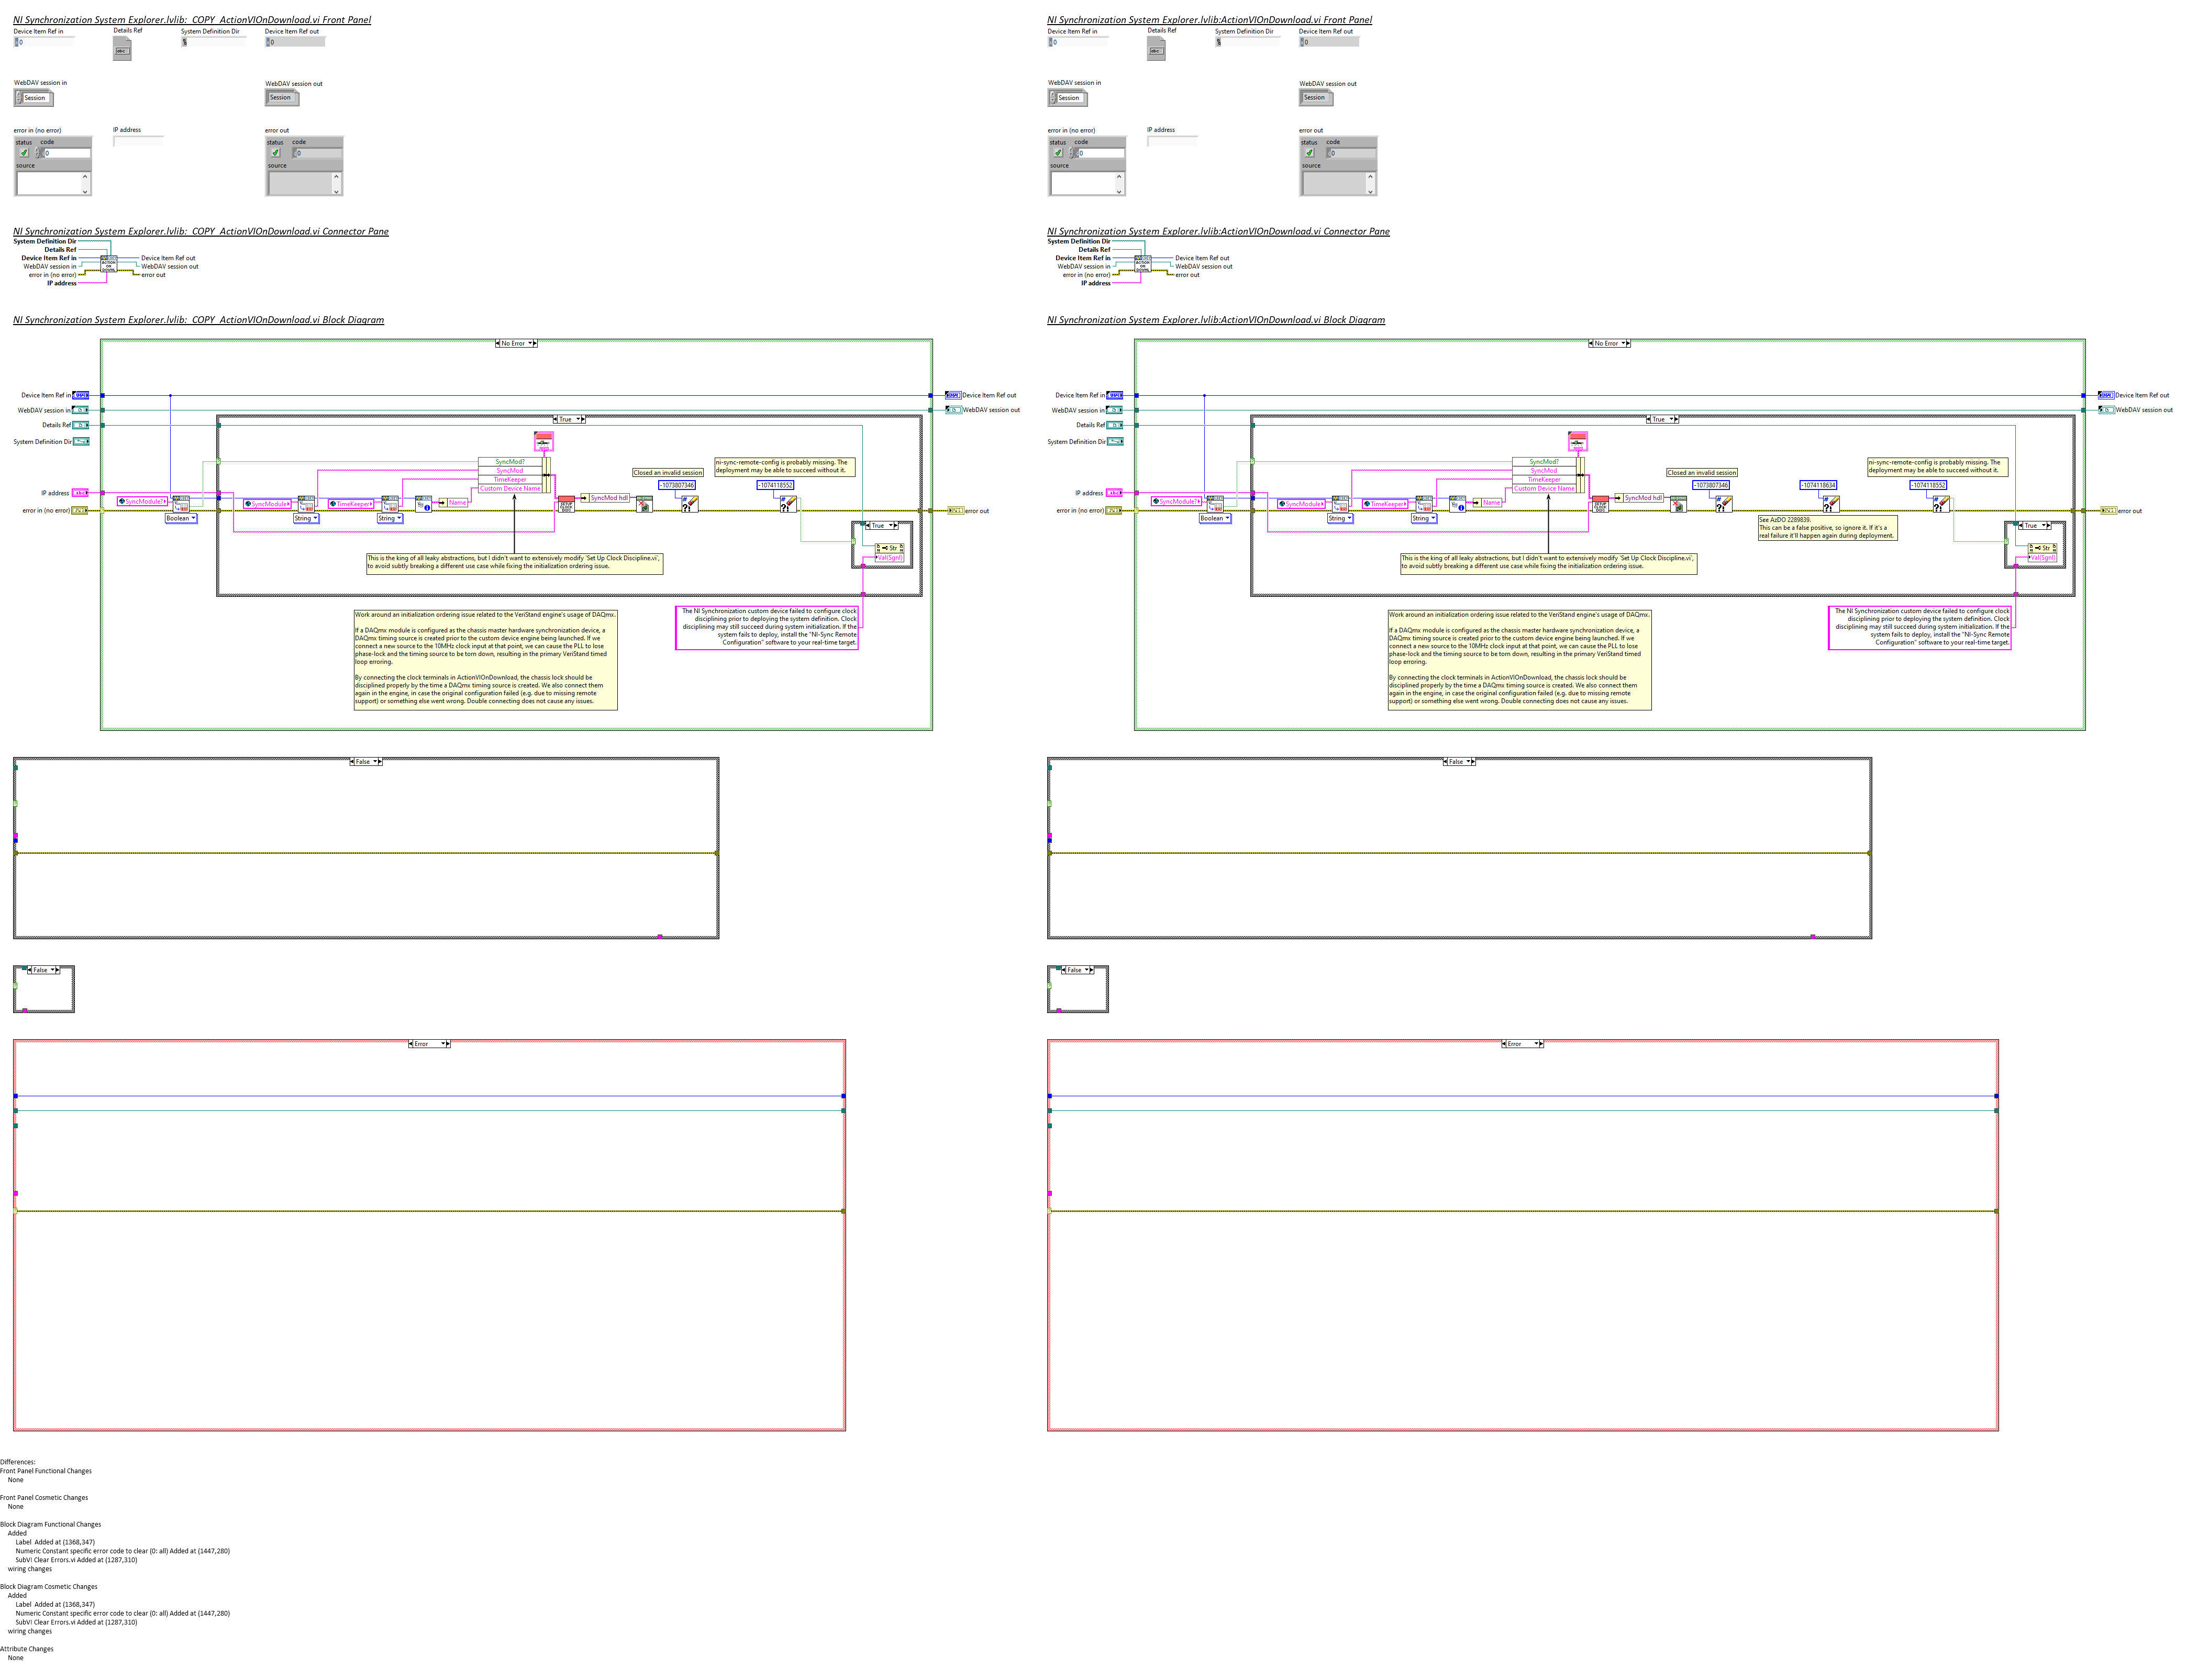 NI Synchronization System Explorer.lvlib:_COPY_ActionVIOnDownload.vi Front Panel
Device Item Ref in
Details Ref
System Definition Dir
Device Item Ref out
0
abc
0
WebDAV session in
WebDAV session out
Session
Session
error in (no error)
IP address
error out
status code
0
source
status code
0
source
NI Synchronization System Explorer.lvlib:_COPY_ActionVIOnDownload.vi Connector Pane
System Definition Dir
Details Ref
Device Item Ref in
WebDAV session in
error in (no error)
IP address
Device Item Ref out
WebDAV session out
error out
NI Synchronization System Explorer.lvlib:_COPY_ActionVIOnDownload.vi Block Diagram
No Error
Device Item Ref in
WebDAV session in
Details Ref
System Definition Dir
IP address
error in (no error)
Device Item Ref out
WebDAV session out
error out
True
SyncMod?
SyncMod
TimeKeeper
Custom Device Name
SyncModule?
Boolean
SyncModule
String
TimeKeeper
String
Name
SyncMod hdl
Closed an invalid session
-1073807346
ni-sync-remote-config is probably missing. The
deployment may be able to succeed without it.
-1074118552
True
Str
Val(Sgnl)
This is the king of all leaky abstractions, but I didn't want to extensively modify 'Set Up Clock Discipline.vi',
to avoid subtly breaking a different use case while fixing the initialization ordering issue.
Work around an initialization ordering issue related to the VeriStand engine's usage of DAQmx.
If a DAQmx module is configured as the chassis master hardware synchronization device, a
DAQmx timing source is created prior to the custom device engine being launched. If we
connect a new source to the 10MHz clock input at that point, we can cause the PLL to lose
phase-lock and the timing source to be torn down, resulting in the primary VeriStand timed
loop erroring.
By connecting the clock terminals in ActionVIOnDownload, the chassis lock should be
disciplined properly by the time a DAQmx timing source is created. We also connect them
again in the engine, in case the original configuration failed (e.g. due to missing remote
support) or something else went wrong. Double connecting does not cause any issues.
The NI Synchronization custom device failed to configure clock
disciplining prior to deploying the system definition. Clock
disciplining may still succeed during system initialization. If the
system fails to deploy, install the "NI-Sync Remote
Configuration" software to your real-time target.
False
False
Error
NI Synchronization System Explorer.lvlib:ActionVIOnDownload.vi Front Panel
Device Item Ref in
Details Ref
System Definition Dir
Device Item Ref out
0
abc
0
WebDAV session in
WebDAV session out
Session
Session
error in (no error)
IP address
error out
status code
0
source
status code
0
source
NI Synchronization System Explorer.lvlib:ActionVIOnDownload.vi Connector Pane
System Definition Dir
Details Ref
Device Item Ref in
WebDAV session in
error in (no error)
IP address
Device Item Ref out
WebDAV session out
error out
NI Synchronization System Explorer.lvlib:ActionVIOnDownload.vi Block Diagram
No Error
Device Item Ref in
WebDAV session in
Details Ref
System Definition Dir
IP address
error in (no error)
Device Item Ref out
WebDAV session out
error out
True
SyncMod?
SyncMod
TimeKeeper
Custom Device Name
SyncModule?
Boolean
SyncModule
String
TimeKeeper
String
Name
SyncMod hdl
Closed an invalid session
-1073807346
-1074118634
See AzDO 2289839.
This can be a false positive, so ignore it. If it's a
real failure it'll happen again during deployment.
ni-sync-remote-config is probably missing. The
deployment may be able to succeed without it.
-1074118552
True
Str
Val(Sgnl)
This is the king of all leaky abstractions, but I didn't want to extensively modify 'Set Up Clock Discipline.vi',
to avoid subtly breaking a different use case while fixing the initialization ordering issue.
Work around an initialization ordering issue related to the VeriStand engine's usage of DAQmx.
If a DAQmx module is configured as the chassis master hardware synchronization device, a
DAQmx timing source is created prior to the custom device engine being launched. If we
connect a new source to the 10MHz clock input at that point, we can cause the PLL to lose
phase-lock and the timing source to be torn down, resulting in the primary VeriStand timed
loop erroring.
By connecting the clock terminals in ActionVIOnDownload, the chassis lock should be
disciplined properly by the time a DAQmx timing source is created. We also connect them
again in the engine, in case the original configuration failed (e.g. due to missing remote
support) or something else went wrong. Double connecting does not cause any issues.
The NI Synchronization custom device failed to configure clock
disciplining prior to deploying the system definition. Clock
disciplining may still succeed during system initialization. If the
system fails to deploy, install the "NI-Sync Remote
Configuration" software to your real-time target.
False
False
Error
Differences:
Front Panel Functional Changes
None
Front Panel Cosmetic Changes
None
Block Diagram Functional Changes
Added
Label Added at (1368,347)
Numeric Constant specific error code to clear (0: all) Added at (1447,280)
SubVI Clear Errors.vi Added at (1287,310)
wiring changes
Block Diagram Cosmetic Changes
Added
Label Added at (1368,347)
Numeric Constant specific error code to clear (0: all) Added at (1447,280)
SubVI Clear Errors.vi Added at (1287,310)
wiring changes
Attribute Changes
None